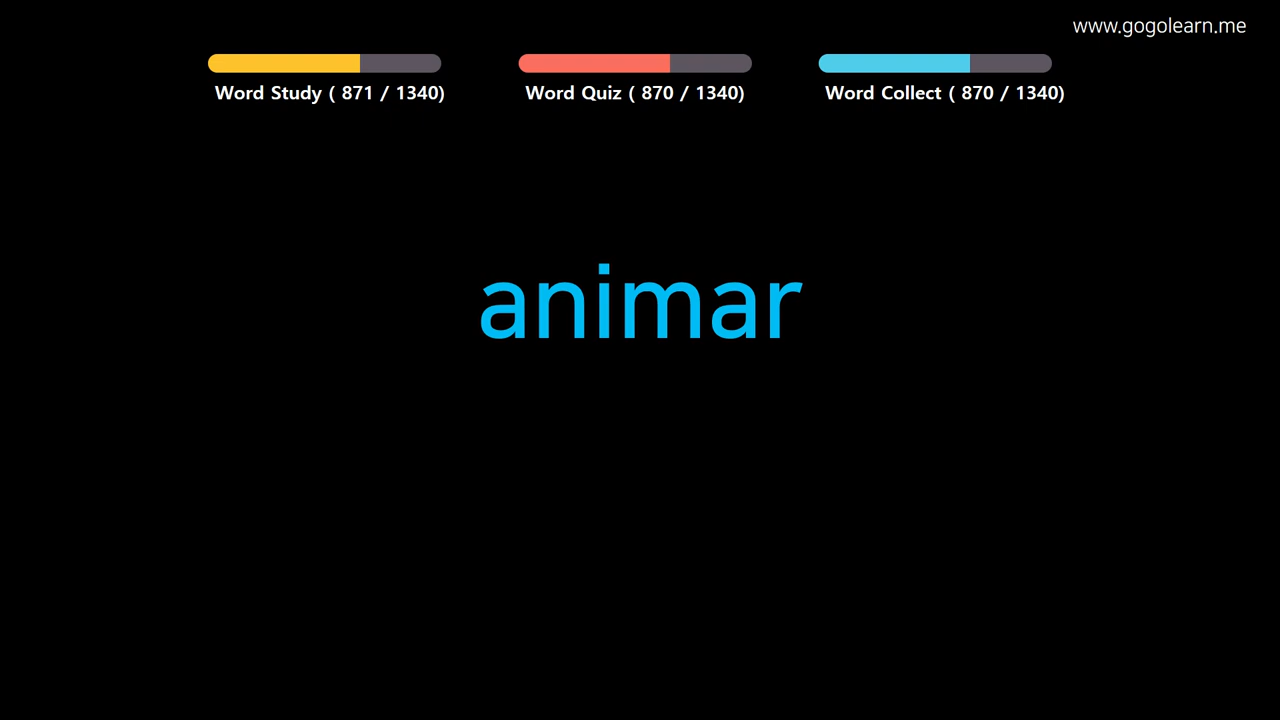 www.gogolearn.me
Word Study ( 871 / 1340)
Word Quiz ( 870 / 1340)
Word Collect ( 870 / 1340)
animar